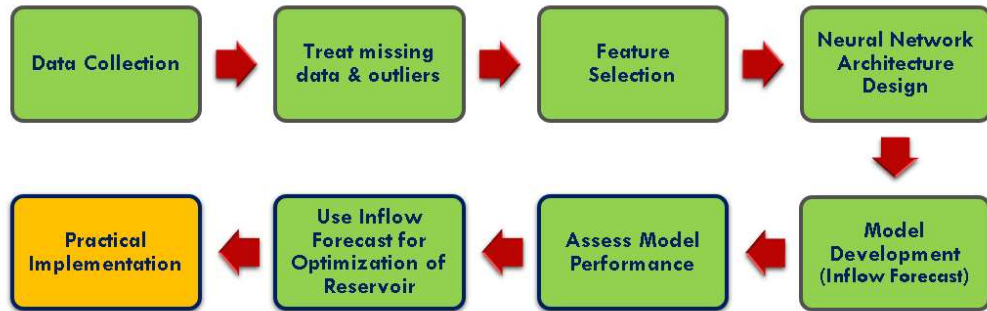 Data Collection
Treat missing
data & outliers
Feature
Selection
Neural Network
Architecture
Design
Model
Development
(Inflow Forecast)
Assess Model
Performance
Use Inflow
Forecast for
Optimization of
Reservoir
Practical
Implementation